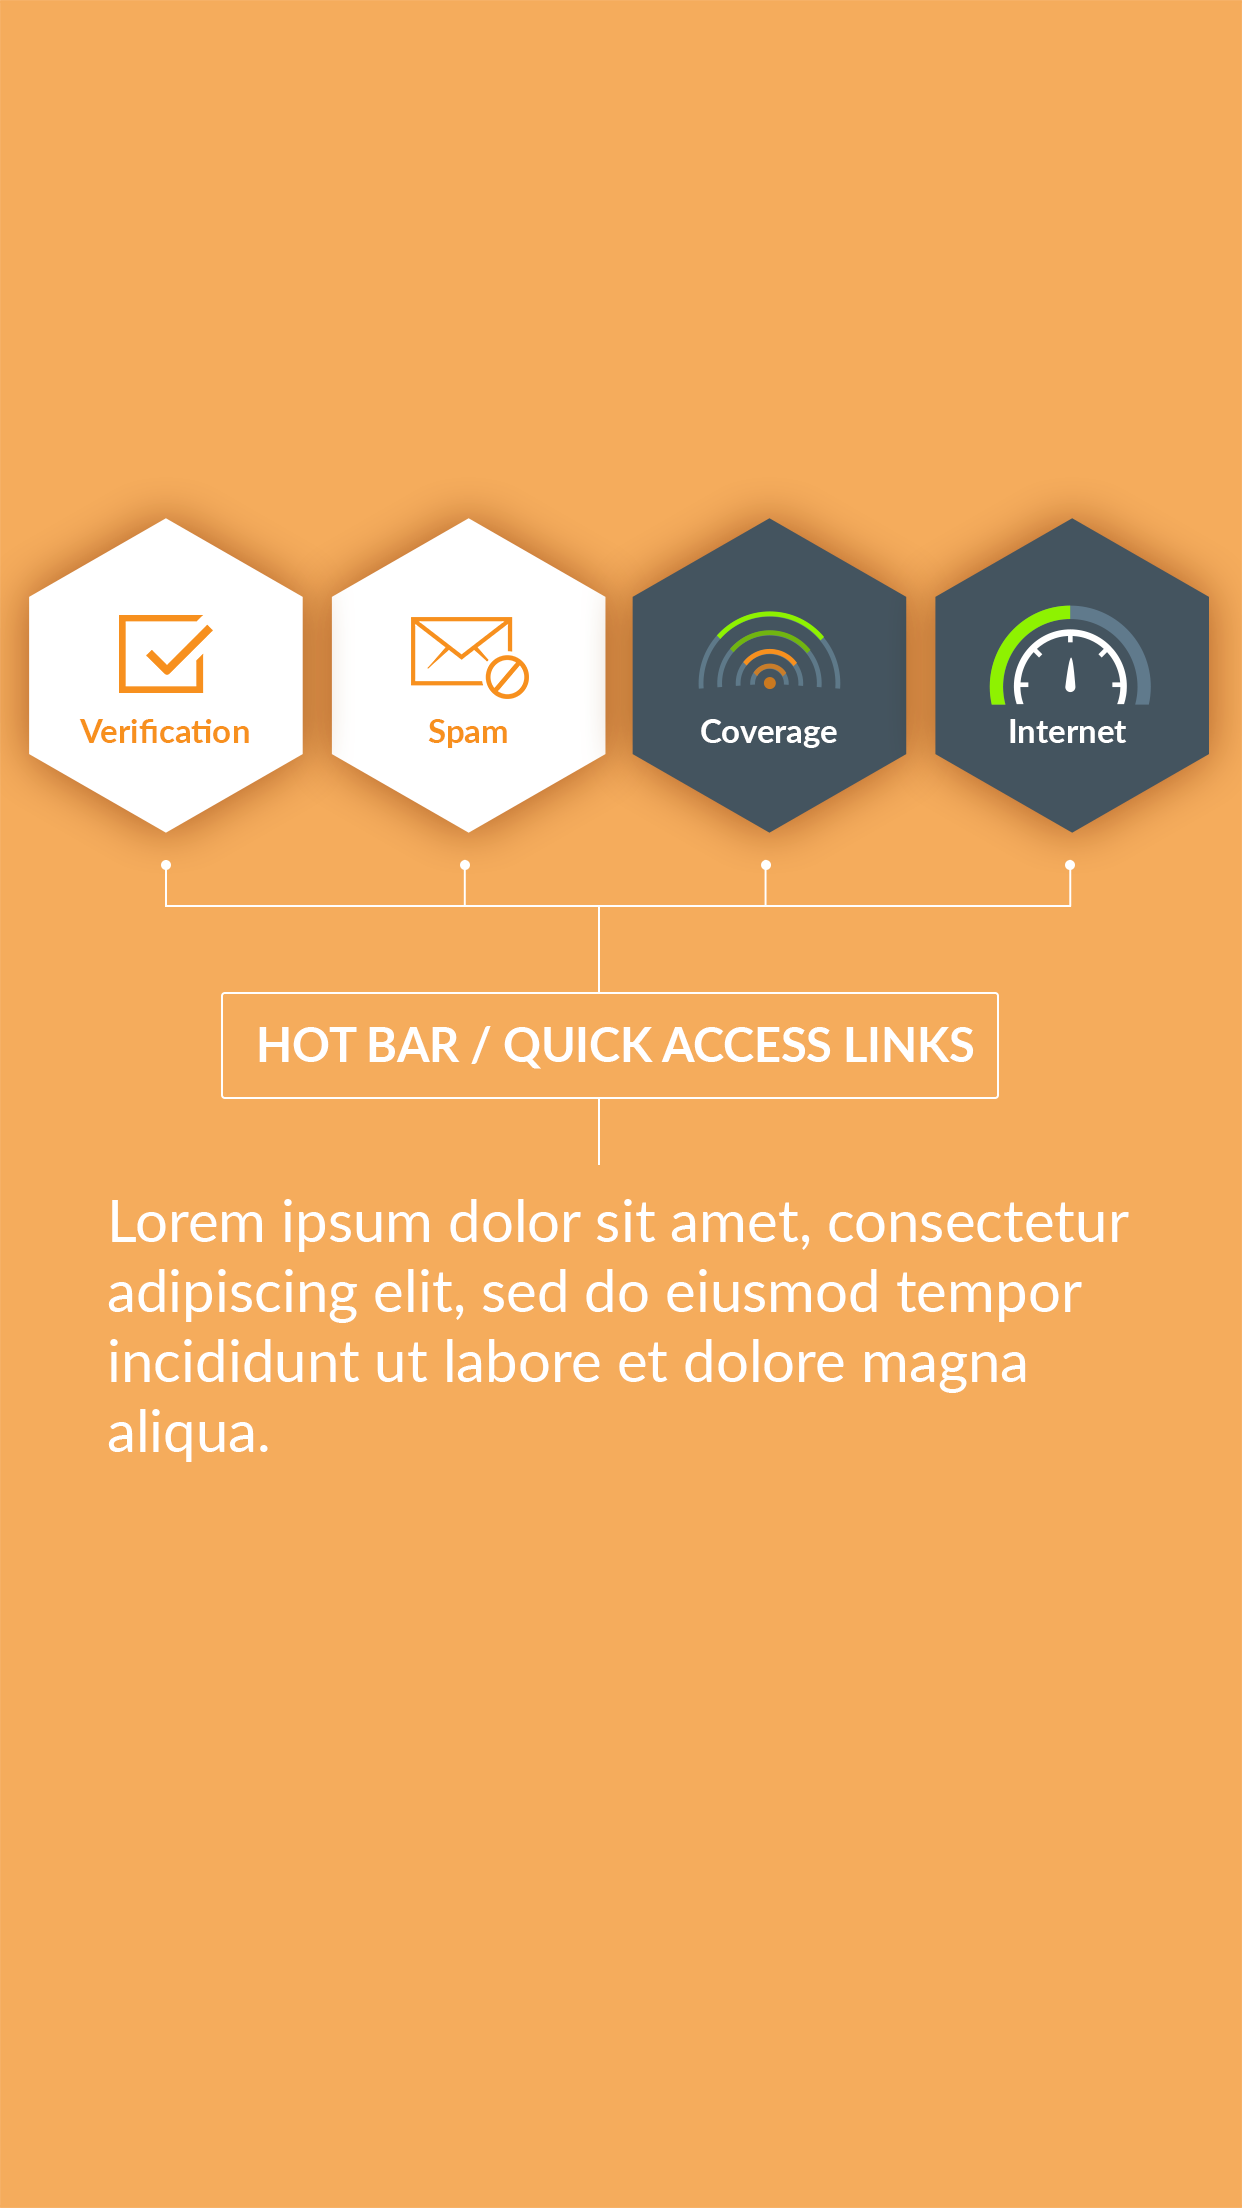 Verification
Spam
Coverage
Internet
HOT BAR / QUICK ACCESS LINKS
Lorem ipsum dolor sit amet, consectetur
adipiscing elit, sed do eiusmod tempor
incididunt ut labore et dolore magna
aliqua.